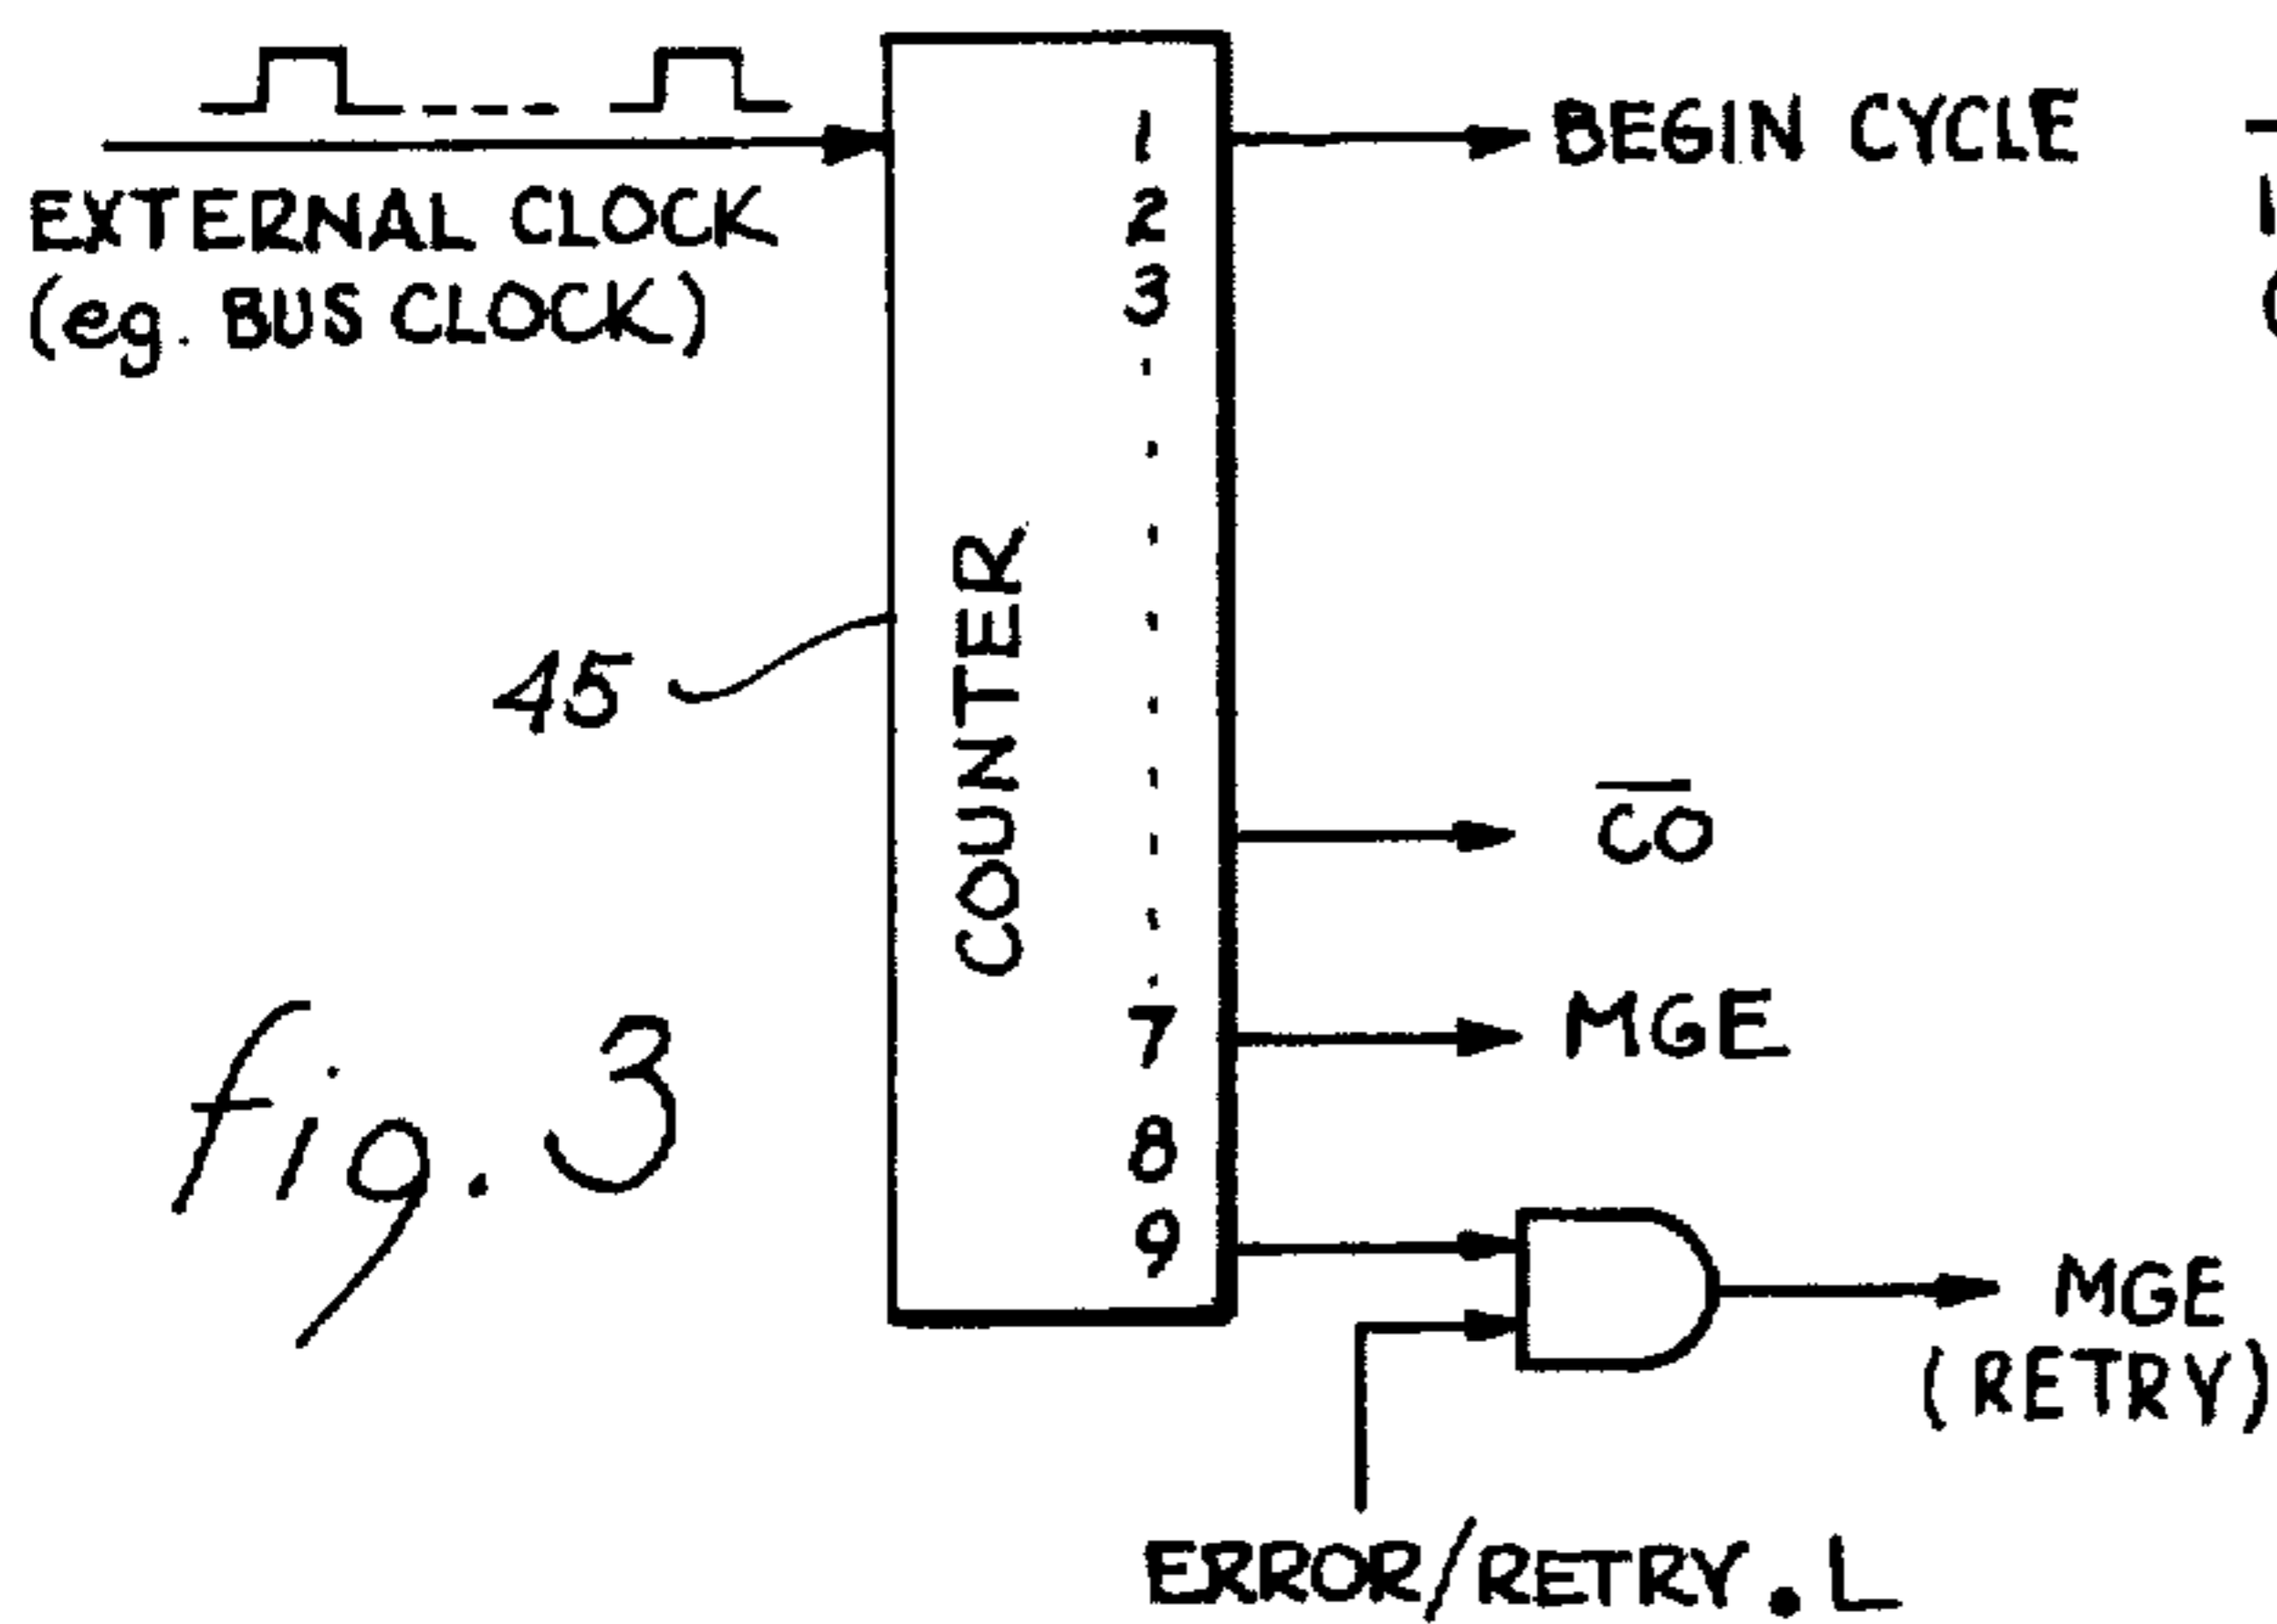 EXTERNAL CLOCK
(eg. BUS CLOCK)
45
COUNTER
1
2
3
7
8
9
BEGIN CYCLE
C̅O̅
MGE
MGE
(RETRY)
ERROR/RETRY.L
Fig. 3